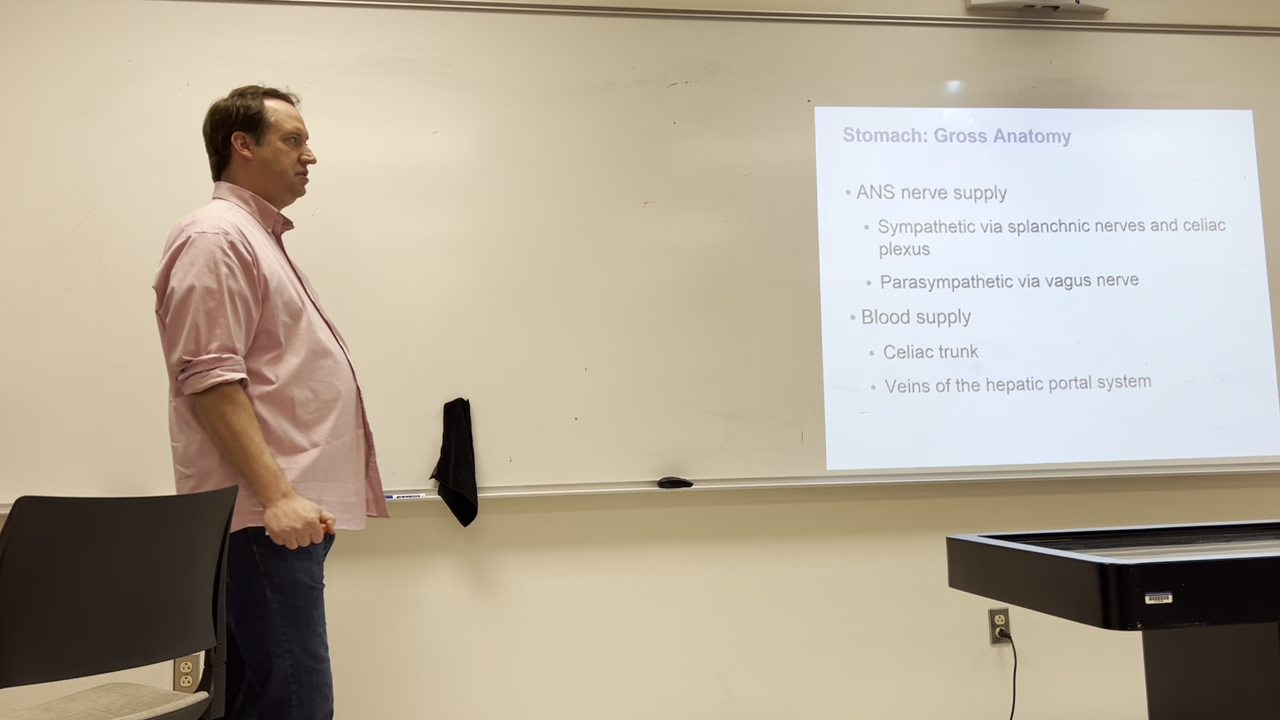 Stomach: Gross Anatomy
• ANS nerve supply
• Sympathetic via splanchnic nerves and celiac
plexus
• Parasympathetic via vagus nerve
• Blood supply
• Celiac trunk
• Veins of the hepatic portal system